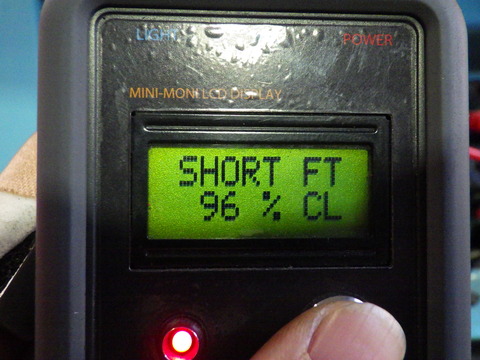 LIGHT POWER
MINI-MONI LCD DISPLAY
SHORT FT
96 % CL